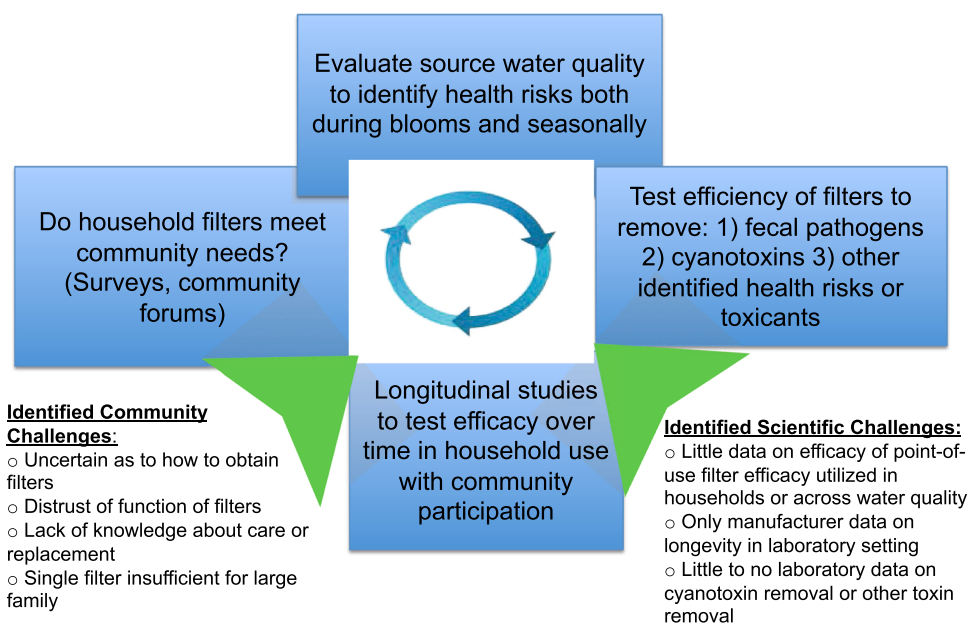 Evaluate source water quality
to identify health risks both
during blooms and seasonally
Do household filters meet
community needs?
(Surveys, community
forums)
Test efficiency of filters to
remove: 1) fecal pathogens
2) cyanotoxins 3) other
identified health risks or
toxicants
Longitudinal studies
to test efficacy over
time in household use
with community
participation
Identified Community
Challenges:
o Uncertain as to how to obtain
filters
o Distrust of function of filters
o Lack of knowledge about care or
replacement
o Single filter insufficient for large
family
Identified Scientific Challenges:
o Little data on efficacy of point-of-
use filter efficacy utilized in
households or across water quality
o Only manufacturer data on
longevity in laboratory setting
o Little to no laboratory data on
cyanotoxin removal or other toxin
removal